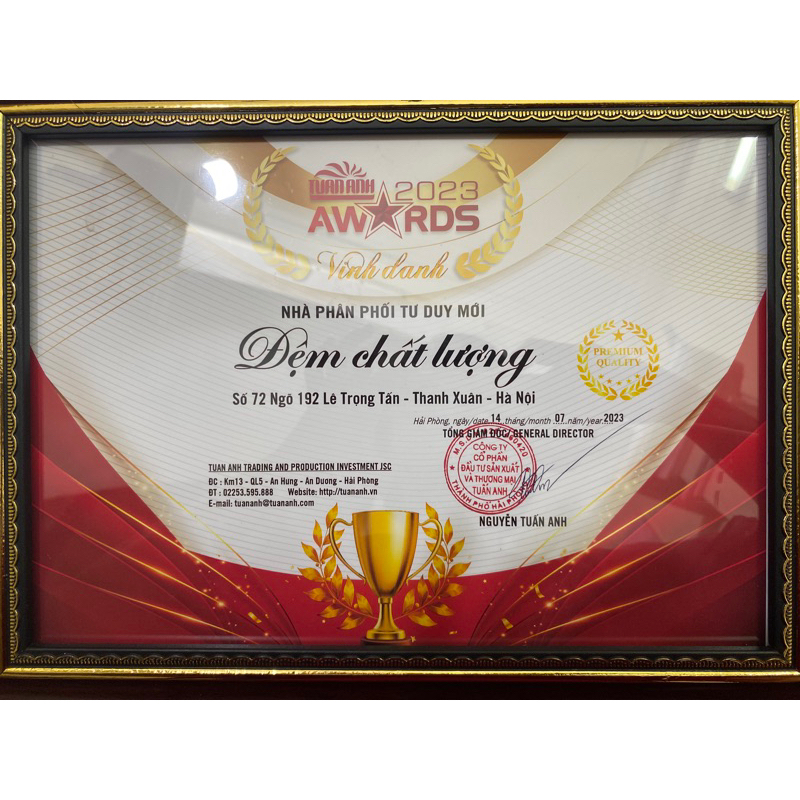 TUAN ANH 2023
AWARDS
Vinh danh
NHÀ PHÂN PHỐI TƯ DUY MỚI
Đệm chất lượng
PREMIUM
QUALITY
Số 72 Ngõ 192 Lê Trọng Tấn - Thanh Xuân - Hà Nội
Hải Phòng, ngày/date 14 tháng/month 07 năm/year 2023
TỔNG GIÁM ĐỐC/ GENERAL DIRECTOR
CÔNG TY
CỔ PHẦN
ĐẦU TƯ SẢN XUẤT
VÀ THƯƠNG MẠI
TUẤN ANH
THÀNH PHỐ HẢI PHÒNG
TUAN ANH TRADING AND PRODUCTION INVESTMENT JSC
ĐC : Km13 - QL5 - An Hưng - An Dương - Hải Phòng
ĐT : 02253.595.888 Website: http://tuananh.vn
E-mail: tuananh@tuananh.com
NGUYỄN TUẤN ANH